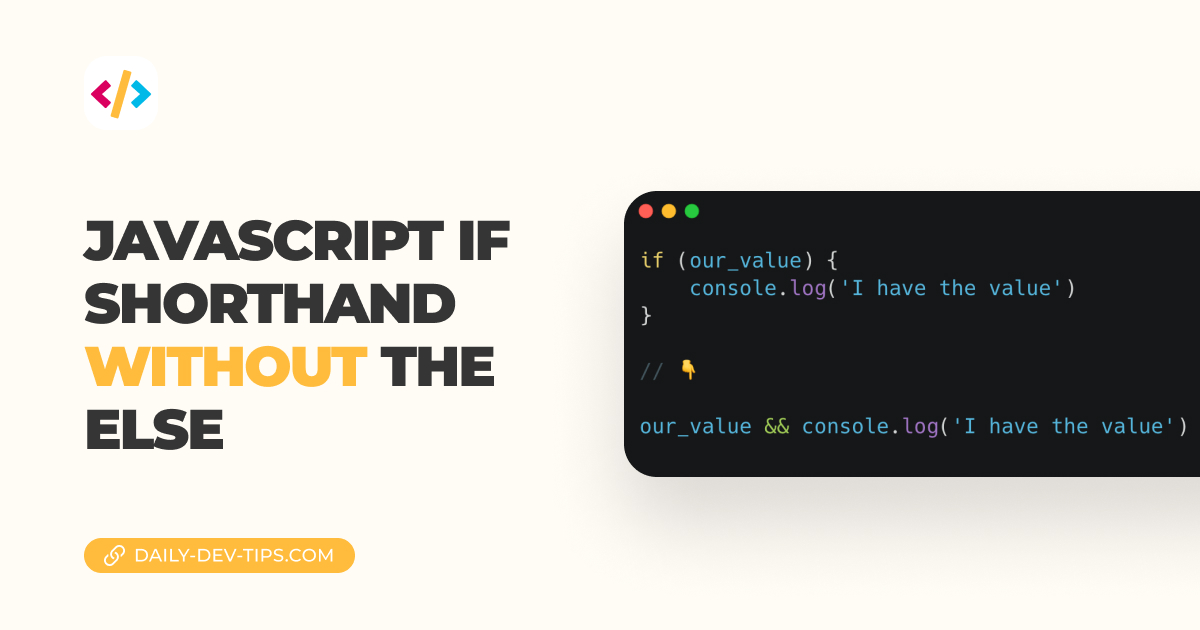 JAVASCRIPT IF
SHORTHAND
WITHOUT THE
ELSE
DAILY-DEV-TIPS.COM
if (our_value) {
    console.log('I have the value')
}
// 👇
our_value && console.log('I have the value')